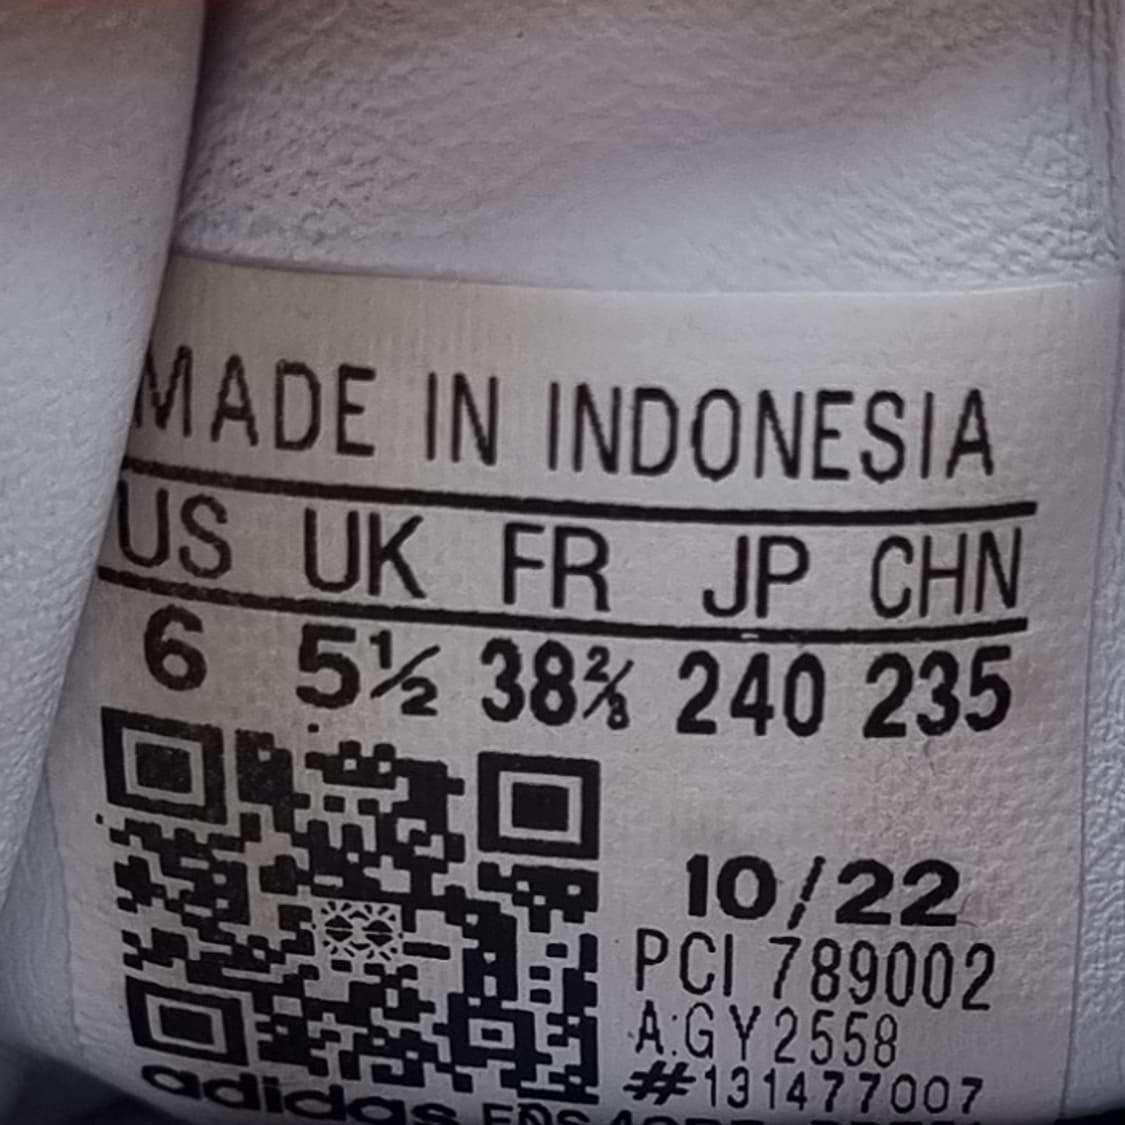 MADE IN INDONESIA
US UK FR JP CHN
6 5½ 38⅔ 240 235
10/22
PCI 789002
A:GY2558
#131477007
adidas